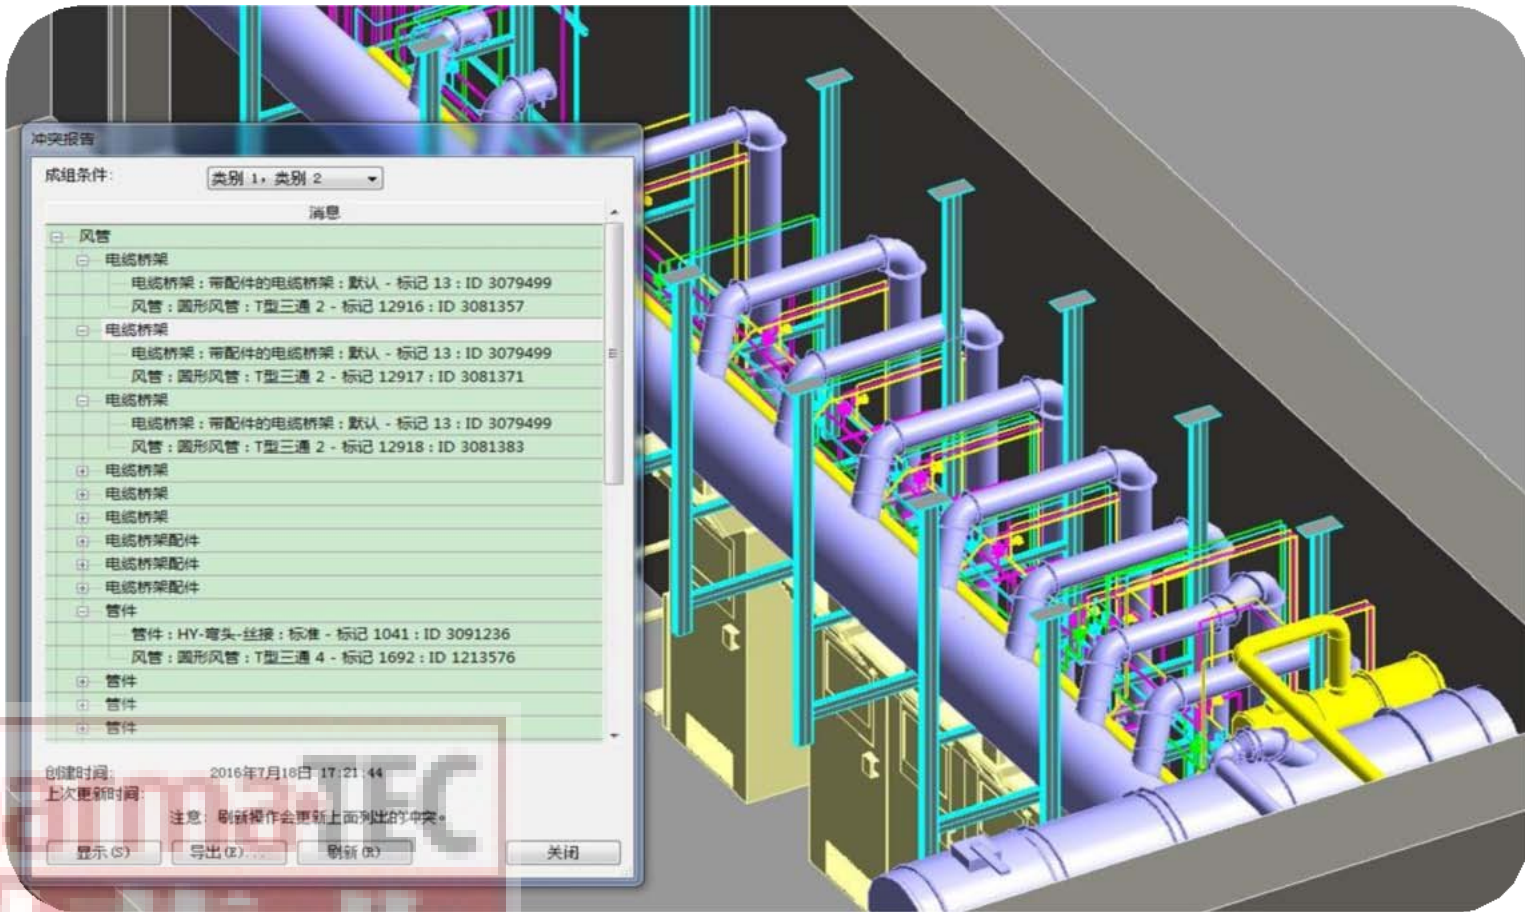 冲突报告
成组条件: 类别 1，类别 2
消息
风管
电缆桥架
电缆桥架 : 带配件的电缆桥架 : 默认 - 标记 13 : ID 3079499
风管 : 圆形风管 : T型三通 2 - 标记 12916 : ID 3081357
电缆桥架
电缆桥架 : 带配件的电缆桥架 : 默认 - 标记 13 : ID 3079499
风管 : 圆形风管 : T型三通 2 - 标记 12917 : ID 3081371
电缆桥架
电缆桥架 : 带配件的电缆桥架 : 默认 - 标记 13 : ID 3079499
风管 : 圆形风管 : T型三通 2 - 标记 12918 : ID 3081383
电缆桥架
电缆桥架
电缆桥架
电缆桥架配件
电缆桥架配件
电缆桥架配件
管件
管件 : HY-弯头-丝接 : 标准 - 标记 1041 : ID 3091236
风管 : 圆形风管 : T型三通 4 - 标记 1692 : ID 1213576
管件
管件
管件
创建时间: 2016年7月18日 17:21:44
上次更新时间:
注意: 刷新操作会更新上面列出的冲突。
显示(S) 导出(E)... 刷新(R) 关闭
armaTEC